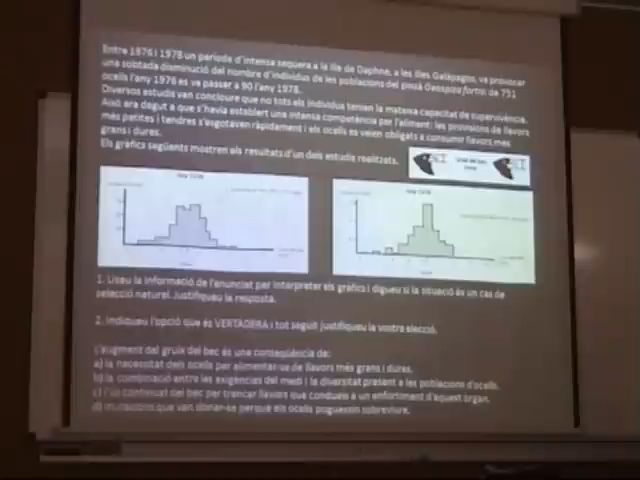 Entre 1976 i 1978 un període d'intensa sequera a la illa de Daphne, a les illes Galápagos, va provocar
una sobtada disminució del nombre d'individus de les poblacions del pinsà Geospiza fortis: de 751
ocells l'any 1976 es va passar a 90 l'any 1978.
Diversos estudis van concloure que no tots els individus tenien la mateixa capacitat de supervivència.
Això era degut a que s'havia establert una intensa competència per l'aliment: les provisions de llavors
més petites i tendres s'esgotaven ràpidament i els ocells es veien obligats a consumir llavors més
grans i dures.
Els gràfics següents mostren els resultats d'un dels estudis realitzats.
1. Useu la informació de l'enunciat per interpretar els gràfics i digueu si la situació és un cas de
selecció natural. Justifiqueu la resposta.
2. Indiqueu l'opció que és VERTADERA i tot seguit justifiqueu la vostra elecció.
L'augment del gruix del bec és una conseqüència de:
a) la necessitat dels ocells per alimentar-se de llavors més grans i dures.
b) la combinació entre les exigències del medi i la diversitat present a les poblacions d'ocells.
c) l'ús continuat del bec per trencar llavors que condueix a un enfortiment d'aquest òrgan.
d) mutacions que van donar-se perquè els ocells poguessin sobreviure.